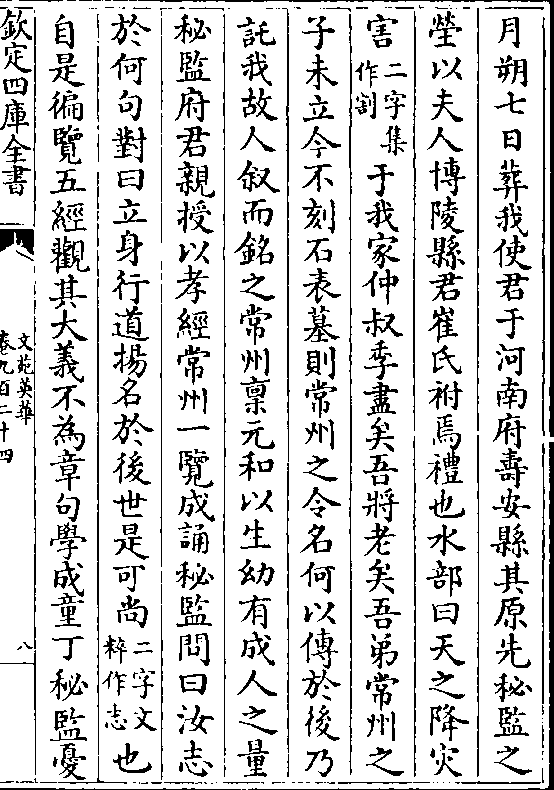 月朔七日葬我使君于河南府壽安縣其原先秘監之
塋以夫人博陵縣君崔氏祔焉禮也水部曰天之降灾
害二字集作割于我家仲叔季盡矣吾將老矣吾弟常州之
子未立今不刻石表墓則常州之令名何以傳於後乃
託我故人叙而銘之常州稟元和以生幼有成人之量
秘監府君親授以孝經常州一覽成誦秘監問曰汝志
於何句對曰立身行道揚名於後世是可尚二字文粹作志也
自是徧覽五經觀其大義不為章句學成童丁秘監憂
欽定四庫全書
文苑英華
卷九百二十四
八